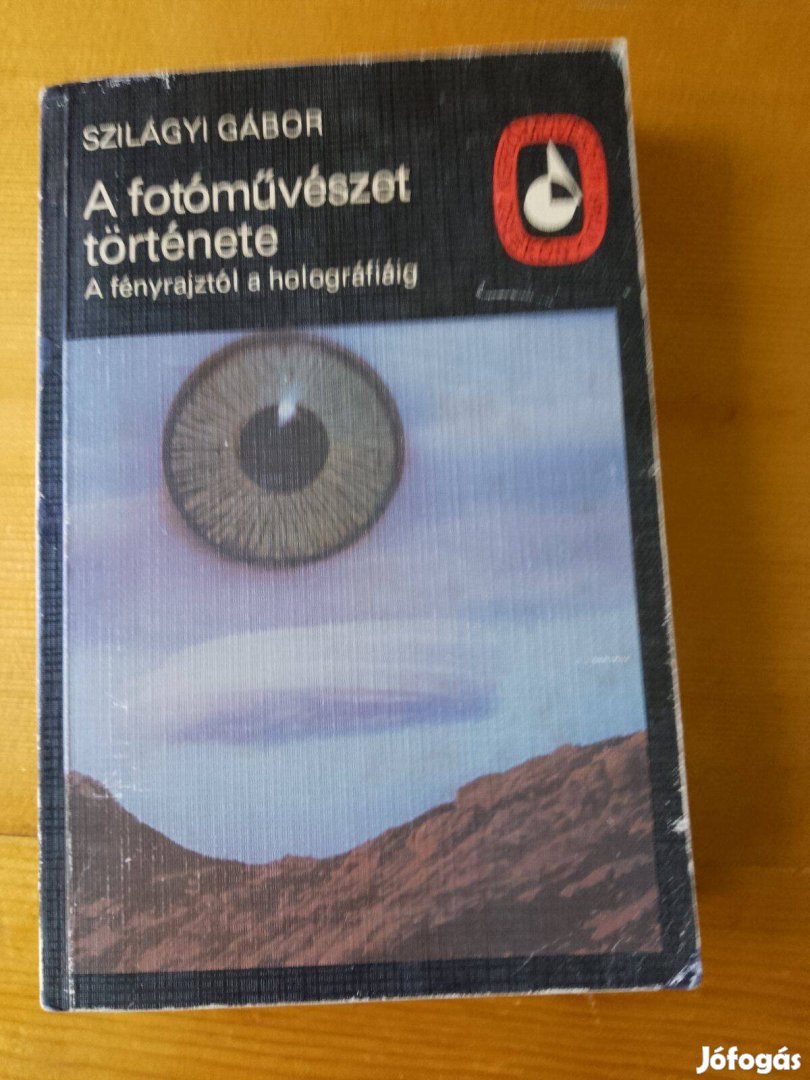 SZILÁGYI GÁBOR
A fotóművészet
története
A fényrajztól a holográfiáig
Jófogás